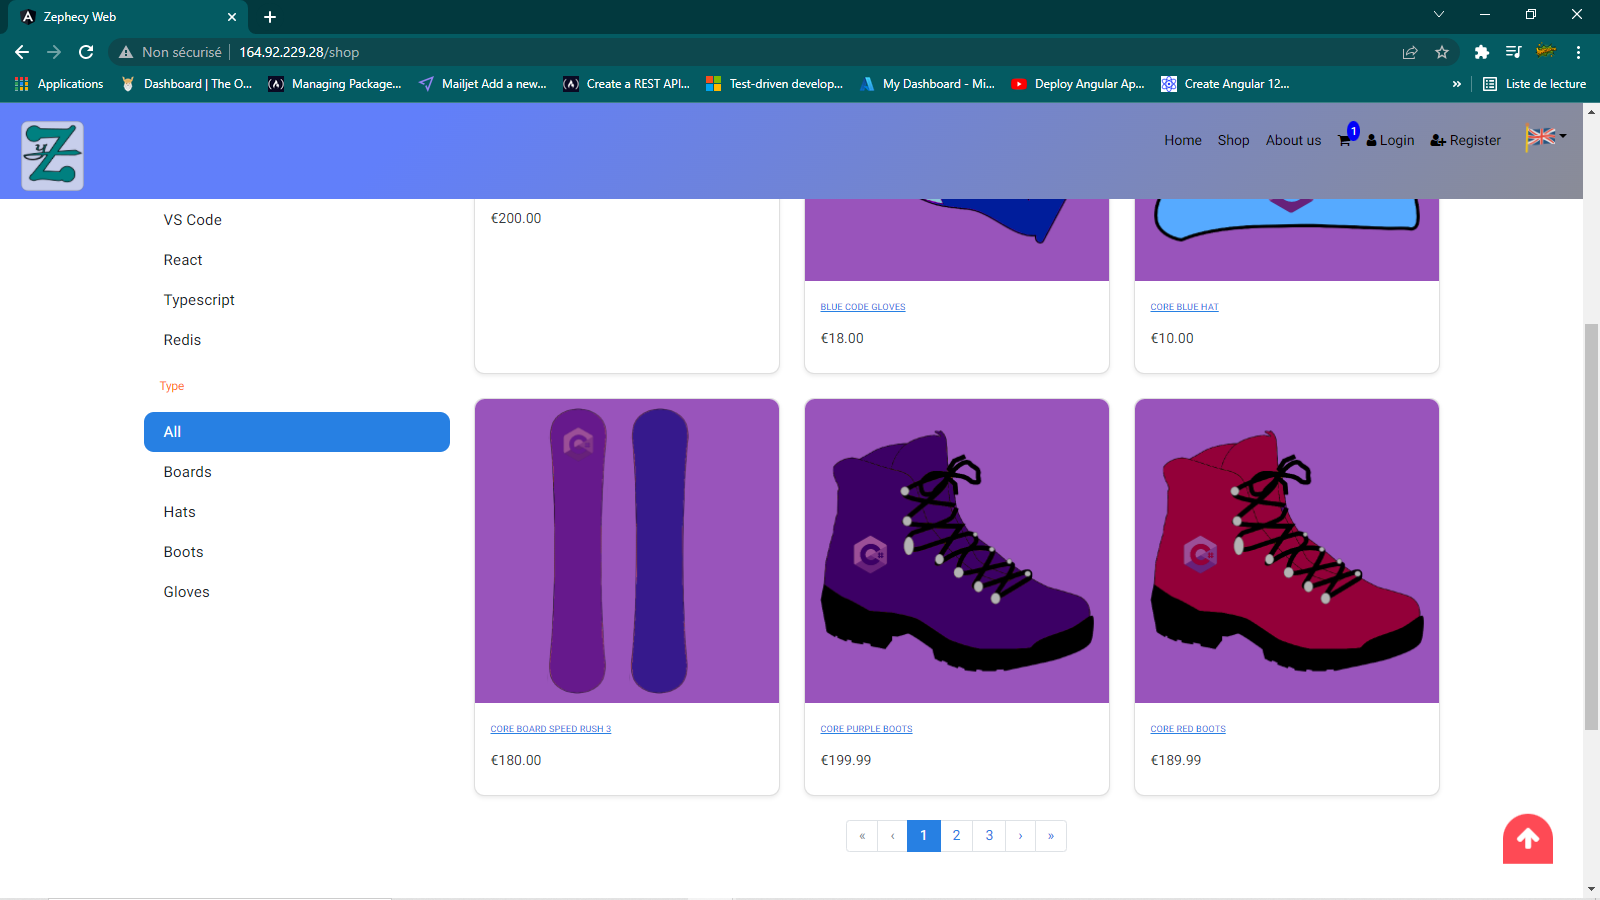 Zephecy Web
Non sécurisé 164.92.229.28/shop
Applications Dashboard | The O... Managing Package... Mailjet Add a new... Create a REST API... Test-driven develop... My Dashboard - Mi... Deploy Angular Ap... Create Angular 12... » Liste de lecture
Home Shop About us 1 Login Register
VS Code
React
Typescript
Redis
Type
All
Boards
Hats
Boots
Gloves
€200.00
BLUE CODE GLOVES
€18.00
CORE BLUE HAT
€10.00
CORE BOARD SPEED RUSH 3
€180.00
CORE PURPLE BOOTS
€199.99
CORE RED BOOTS
€189.99
« ‹ 1 2 3 › »